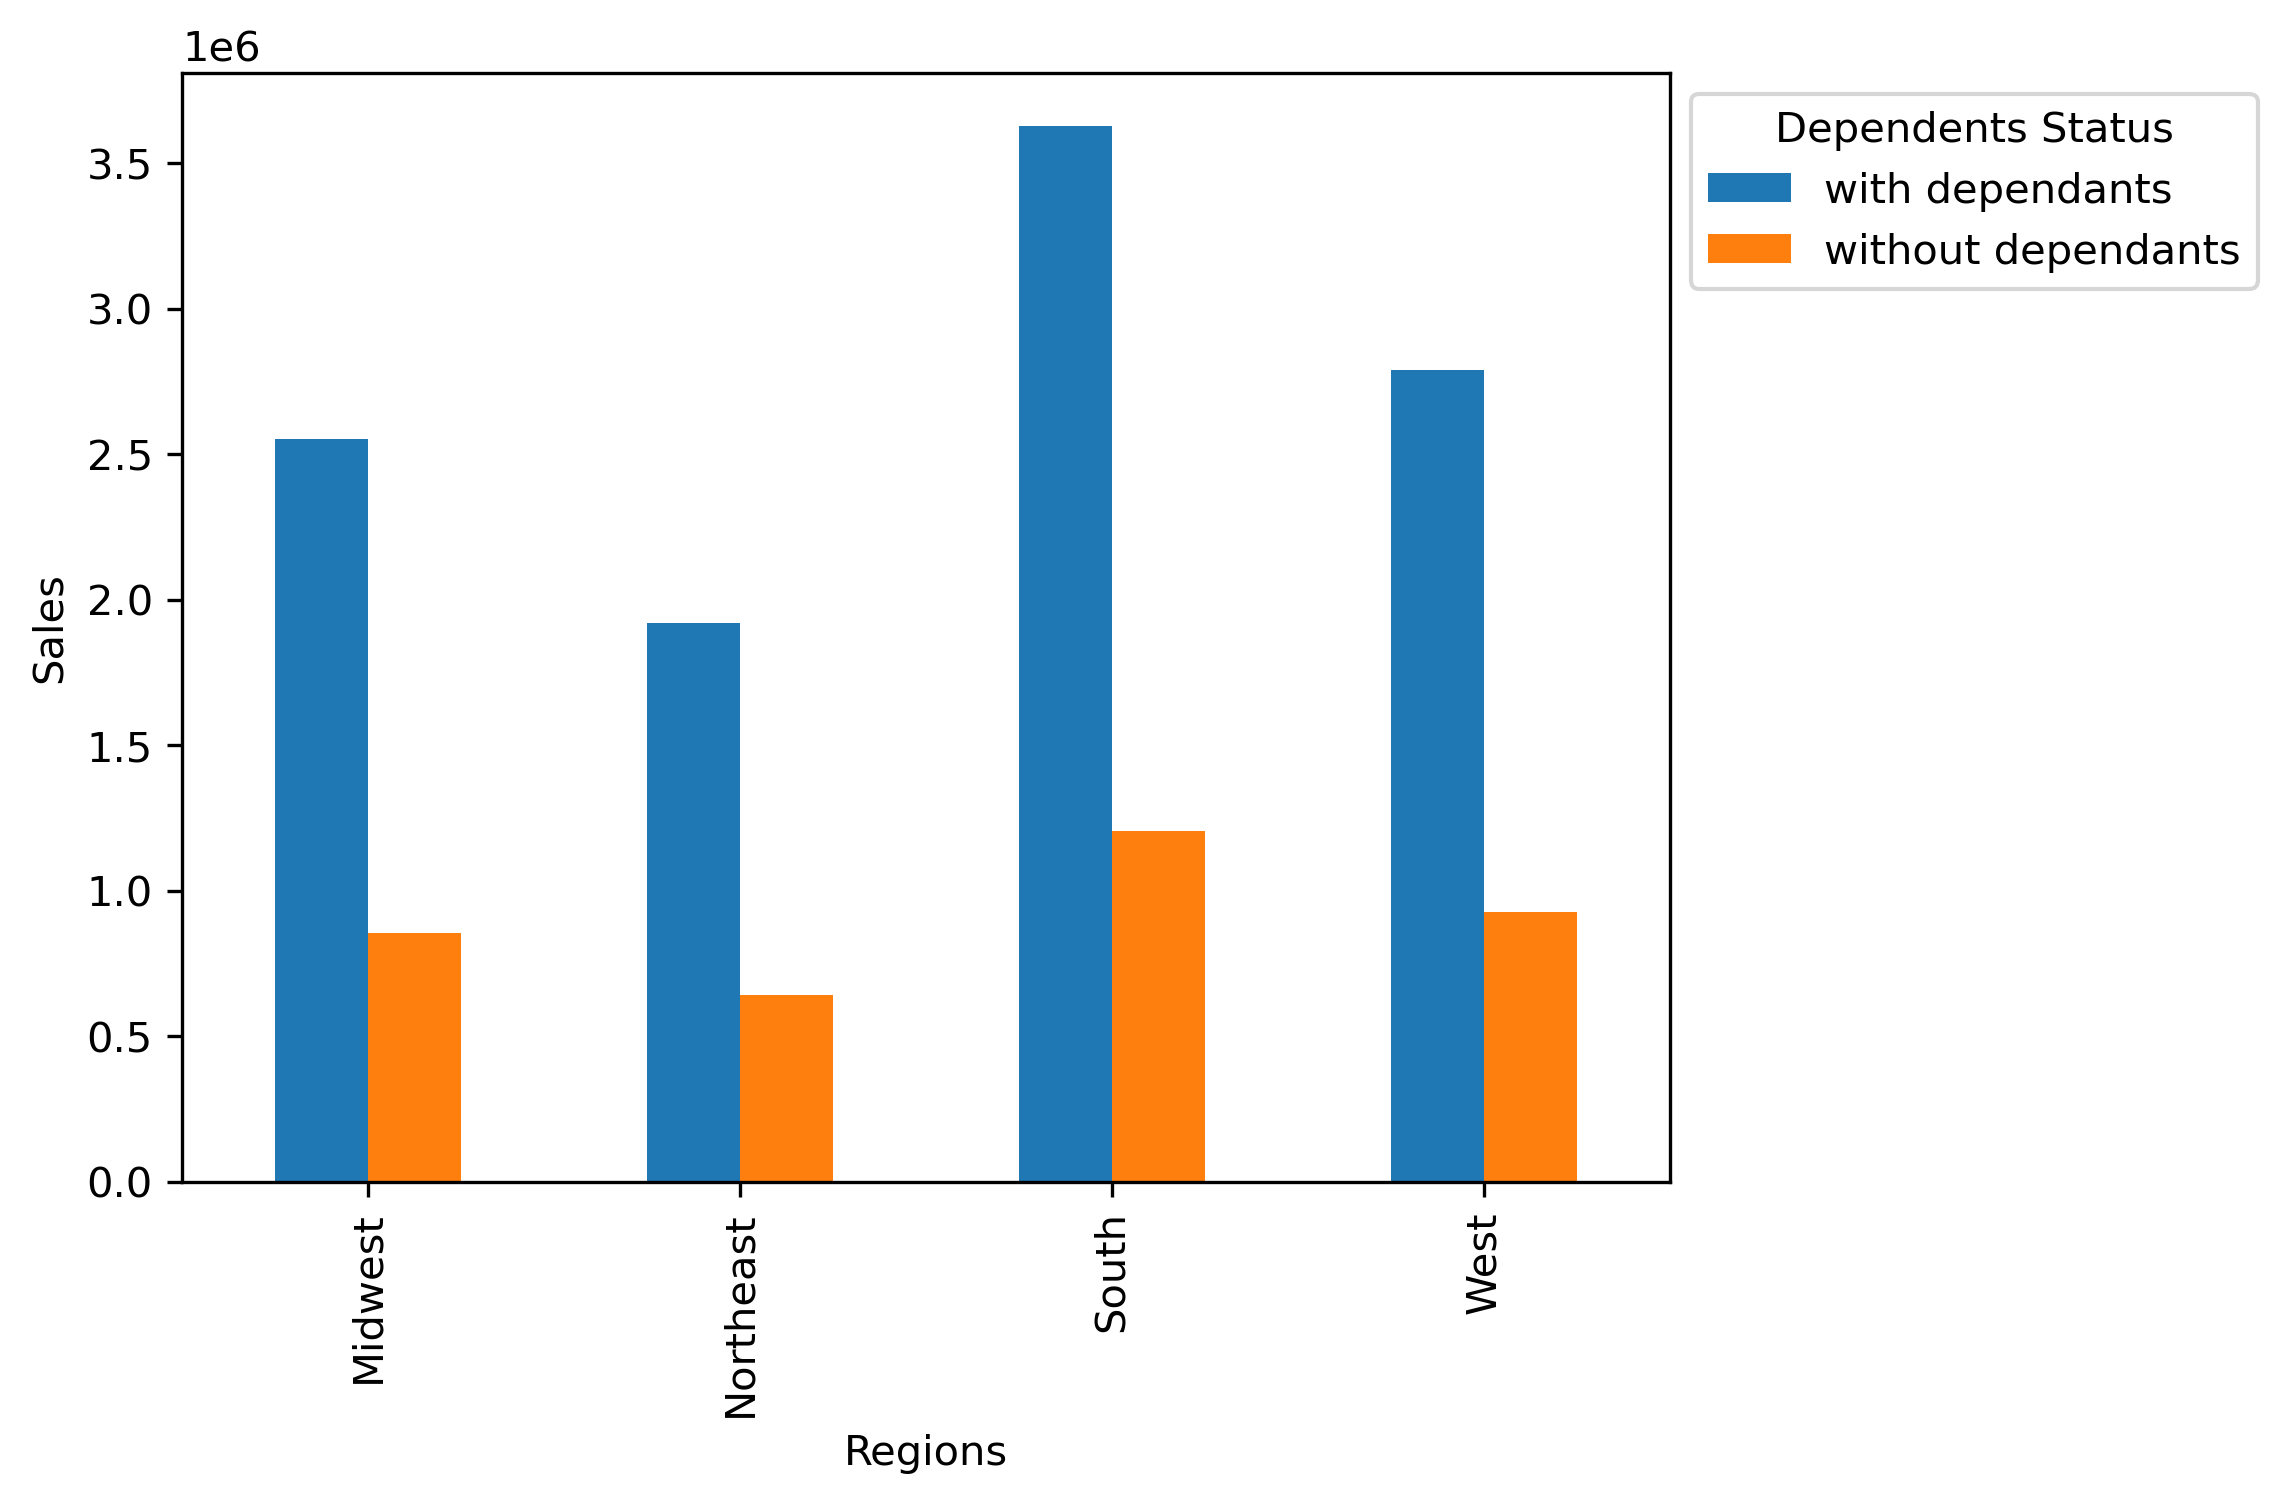 1e6
3.5
3.0
2.5
2.0
1.5
1.0
0.5
0.0
Sales
Midwest
Northeast
South
West
Regions
Dependents Status
with dependants
without dependants